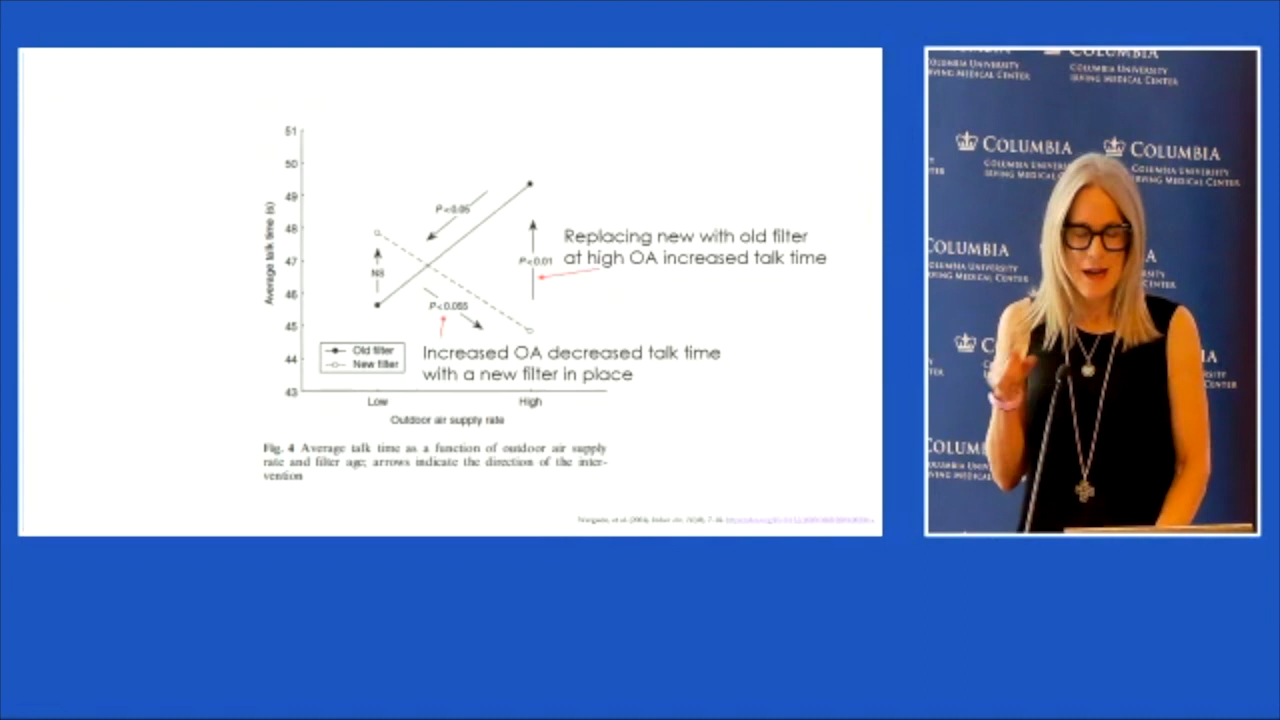 51
50
49
48
47
46
45
44
43
Average talk time (s)
P<0.05
NS
P<0.01
P<0.055
Replacing new with old filter
at high OA increased talk time
Increased OA decreased talk time
with a new filter in place
Old filter
New filter
Low
High
Outdoor air supply rate
Fig. 4 Average talk time as a function of outdoor air supply
rate and filter age; arrows indicate the direction of the inter-
vention
COLUMBIA
COLUMBIA UNIVERSITY
IRVING MEDICAL CENTER
COLUMBIA
COLUMBIA
COLUMBIA